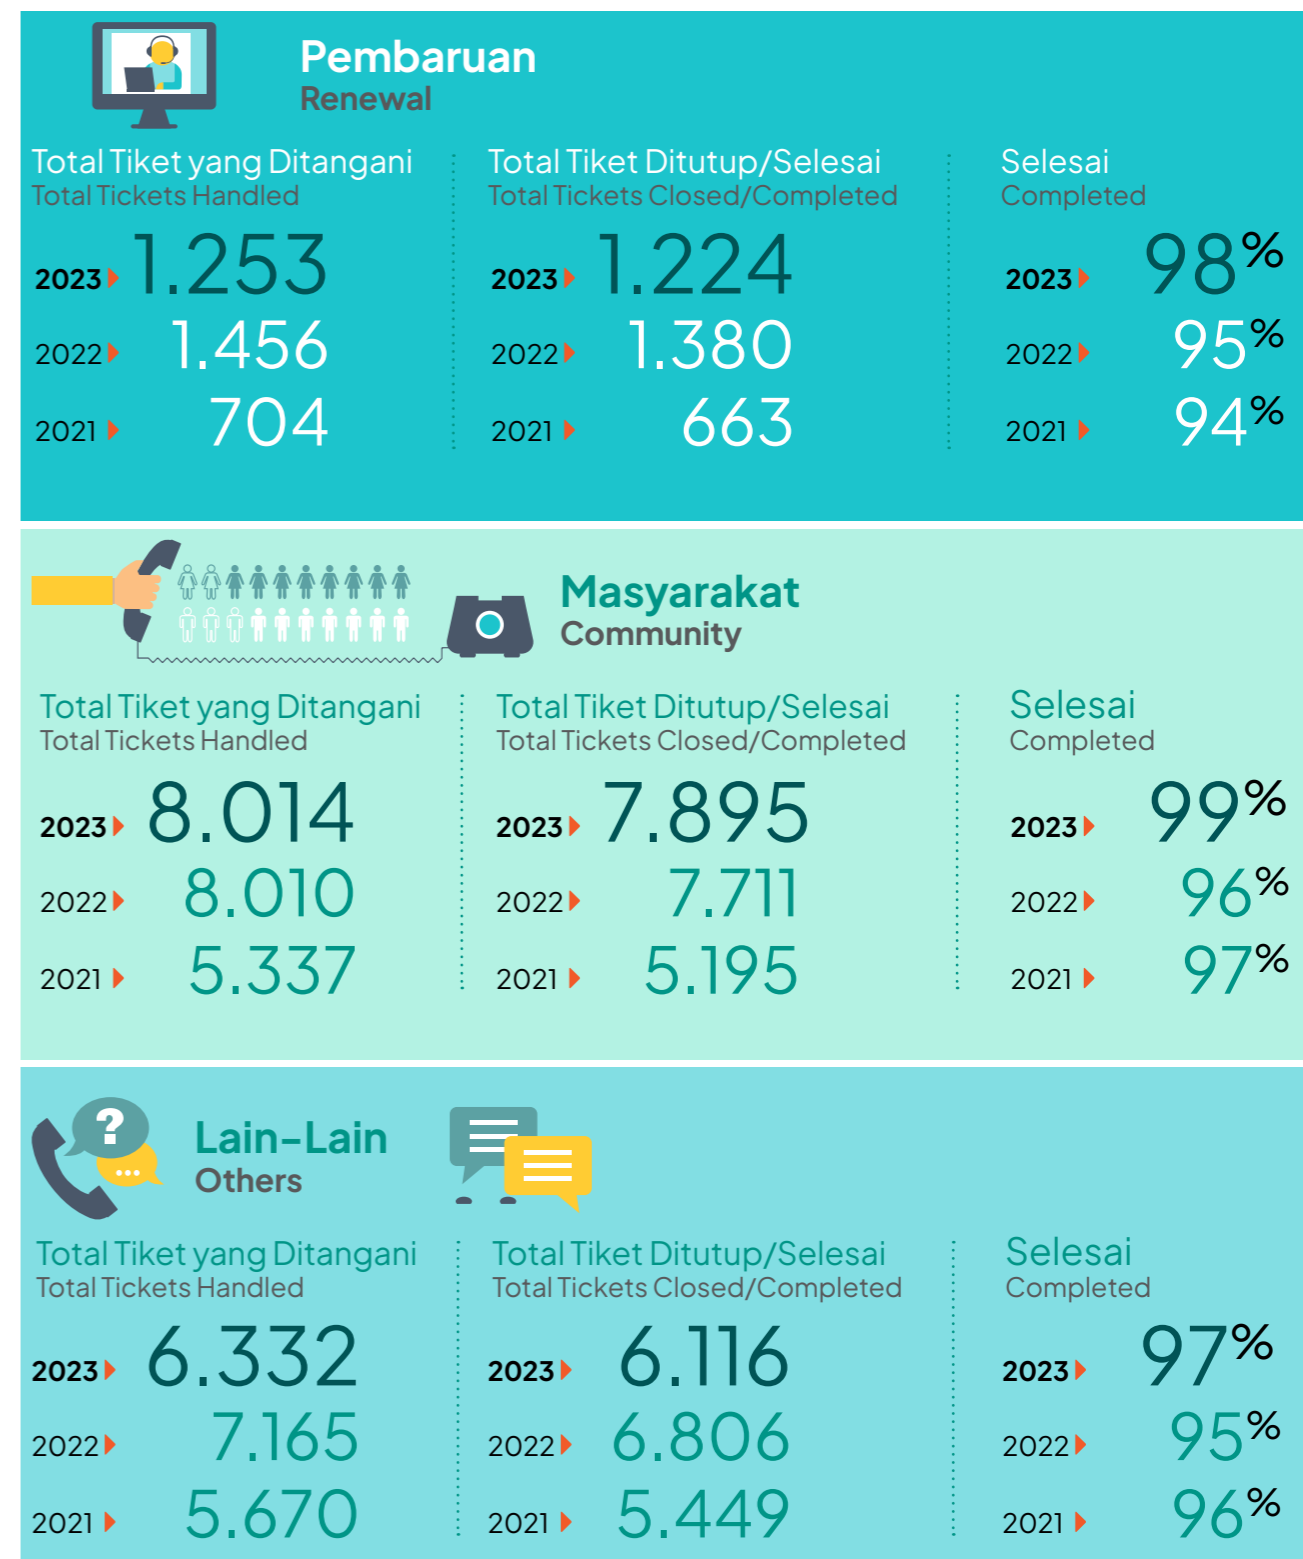 Pembaruan
Renewal
Total Tiket yang Ditangani
Total Tickets Handled
2023 1.253
2022 1.456
2021 704
Total Tiket Ditutup/Selesai
Total Tickets Closed/Completed
2023 1.224
2022 1.380
2021 663
Selesai
Completed
2023 98%
2022 95%
2021 94%
Masyarakat
Community
Total Tiket yang Ditangani
Total Tickets Handled
2023 8.014
2022 8.010
2021 5.337
Total Tiket Ditutup/Selesai
Total Tickets Closed/Completed
2023 7.895
2022 7.711
2021 5.195
Selesai
Completed
2023 99%
2022 96%
2021 97%
?
Lain-Lain
Others
Total Tiket yang Ditangani
Total Tickets Handled
2023 6.332
2022 7.165
2021 5.670
Total Tiket Ditutup/Selesai
Total Tickets Closed/Completed
2023 6.116
2022 6.806
2021 5.449
Selesai
Completed
2023 97%
2022 95%
2021 96%